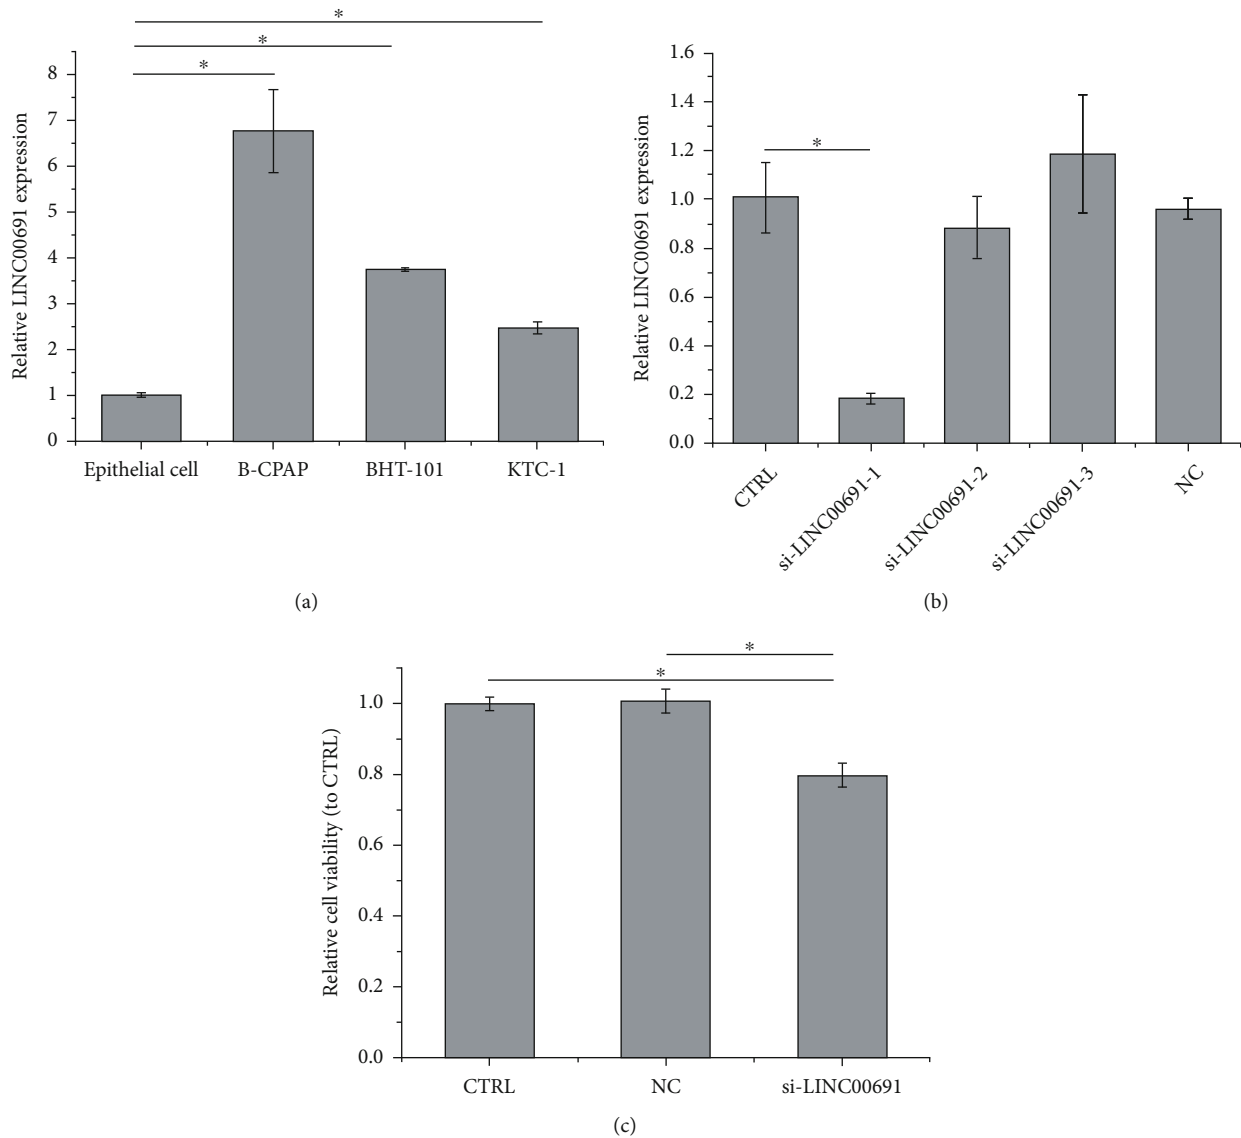 *
*
*
8
7
6
5
4
3
2
1
0
Relative LINC00691 expression
Epithelial cell
B-CPAP
BHT-101
KTC-1
(a)
1.6
1.4
1.2
1.0
0.8
0.6
0.4
0.2
0.0
Relative LINC00691 expression
*
CTRL
si-LINC00691-1
si-LINC00691-2
si-LINC00691-3
NC
(b)
*
*
1.0
0.8
0.6
0.4
0.2
0.0
Relative cell viability (to CTRL)
CTRL
NC
si-LINC00691
(c)